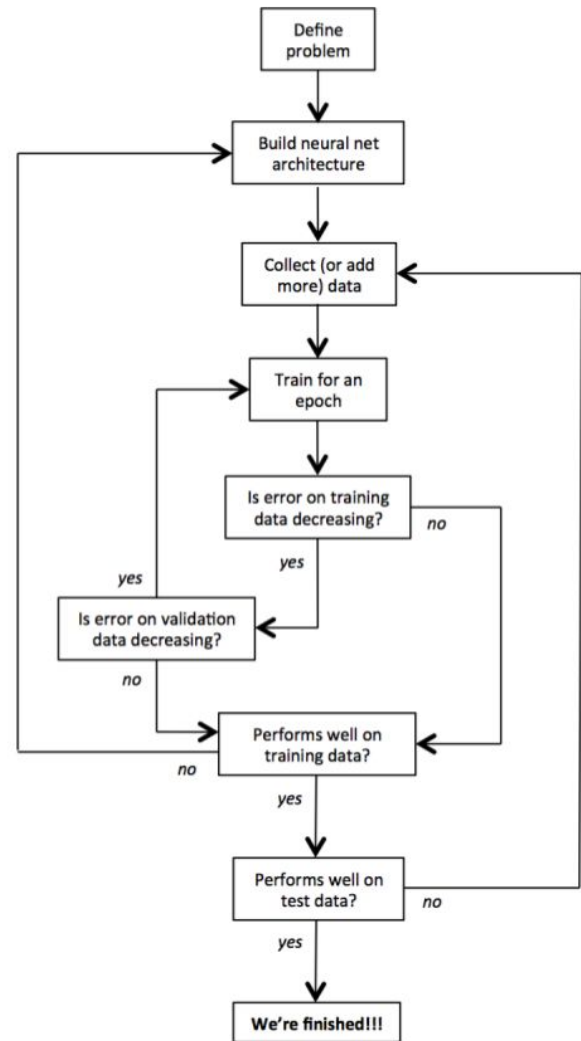 Define
problem
Build neural net
architecture
Collect (or add
more) data
Train for an
epoch
Is error on training
data decreasing?
no
yes
yes
Is error on validation
data decreasing?
no
Performs well on
training data?
no
yes
Performs well on
test data?
no
yes
We're finished!!!